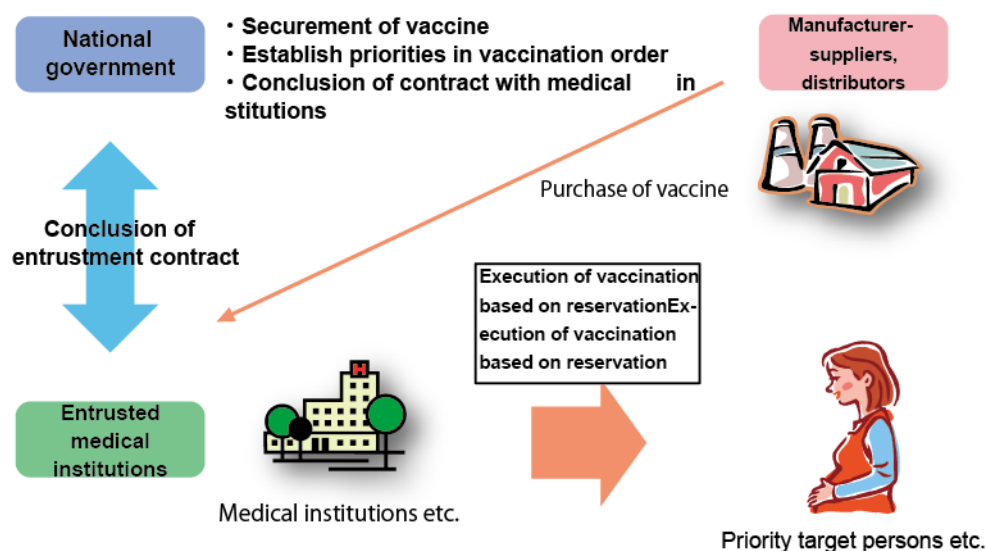 National
government
・Securement of vaccine
・Establish priorities in vaccination order
・Conclusion of contract with medical in
stitutions
Manufacturer-
suppliers,
distributors
Purchase of vaccine
Conclusion of
entrustment contract
Execution of vaccination
based on reservationEx-
ecution of vaccination
based on reservation
Entrusted
medical
institutions
H
Medical institutions etc.
Priority target persons etc.